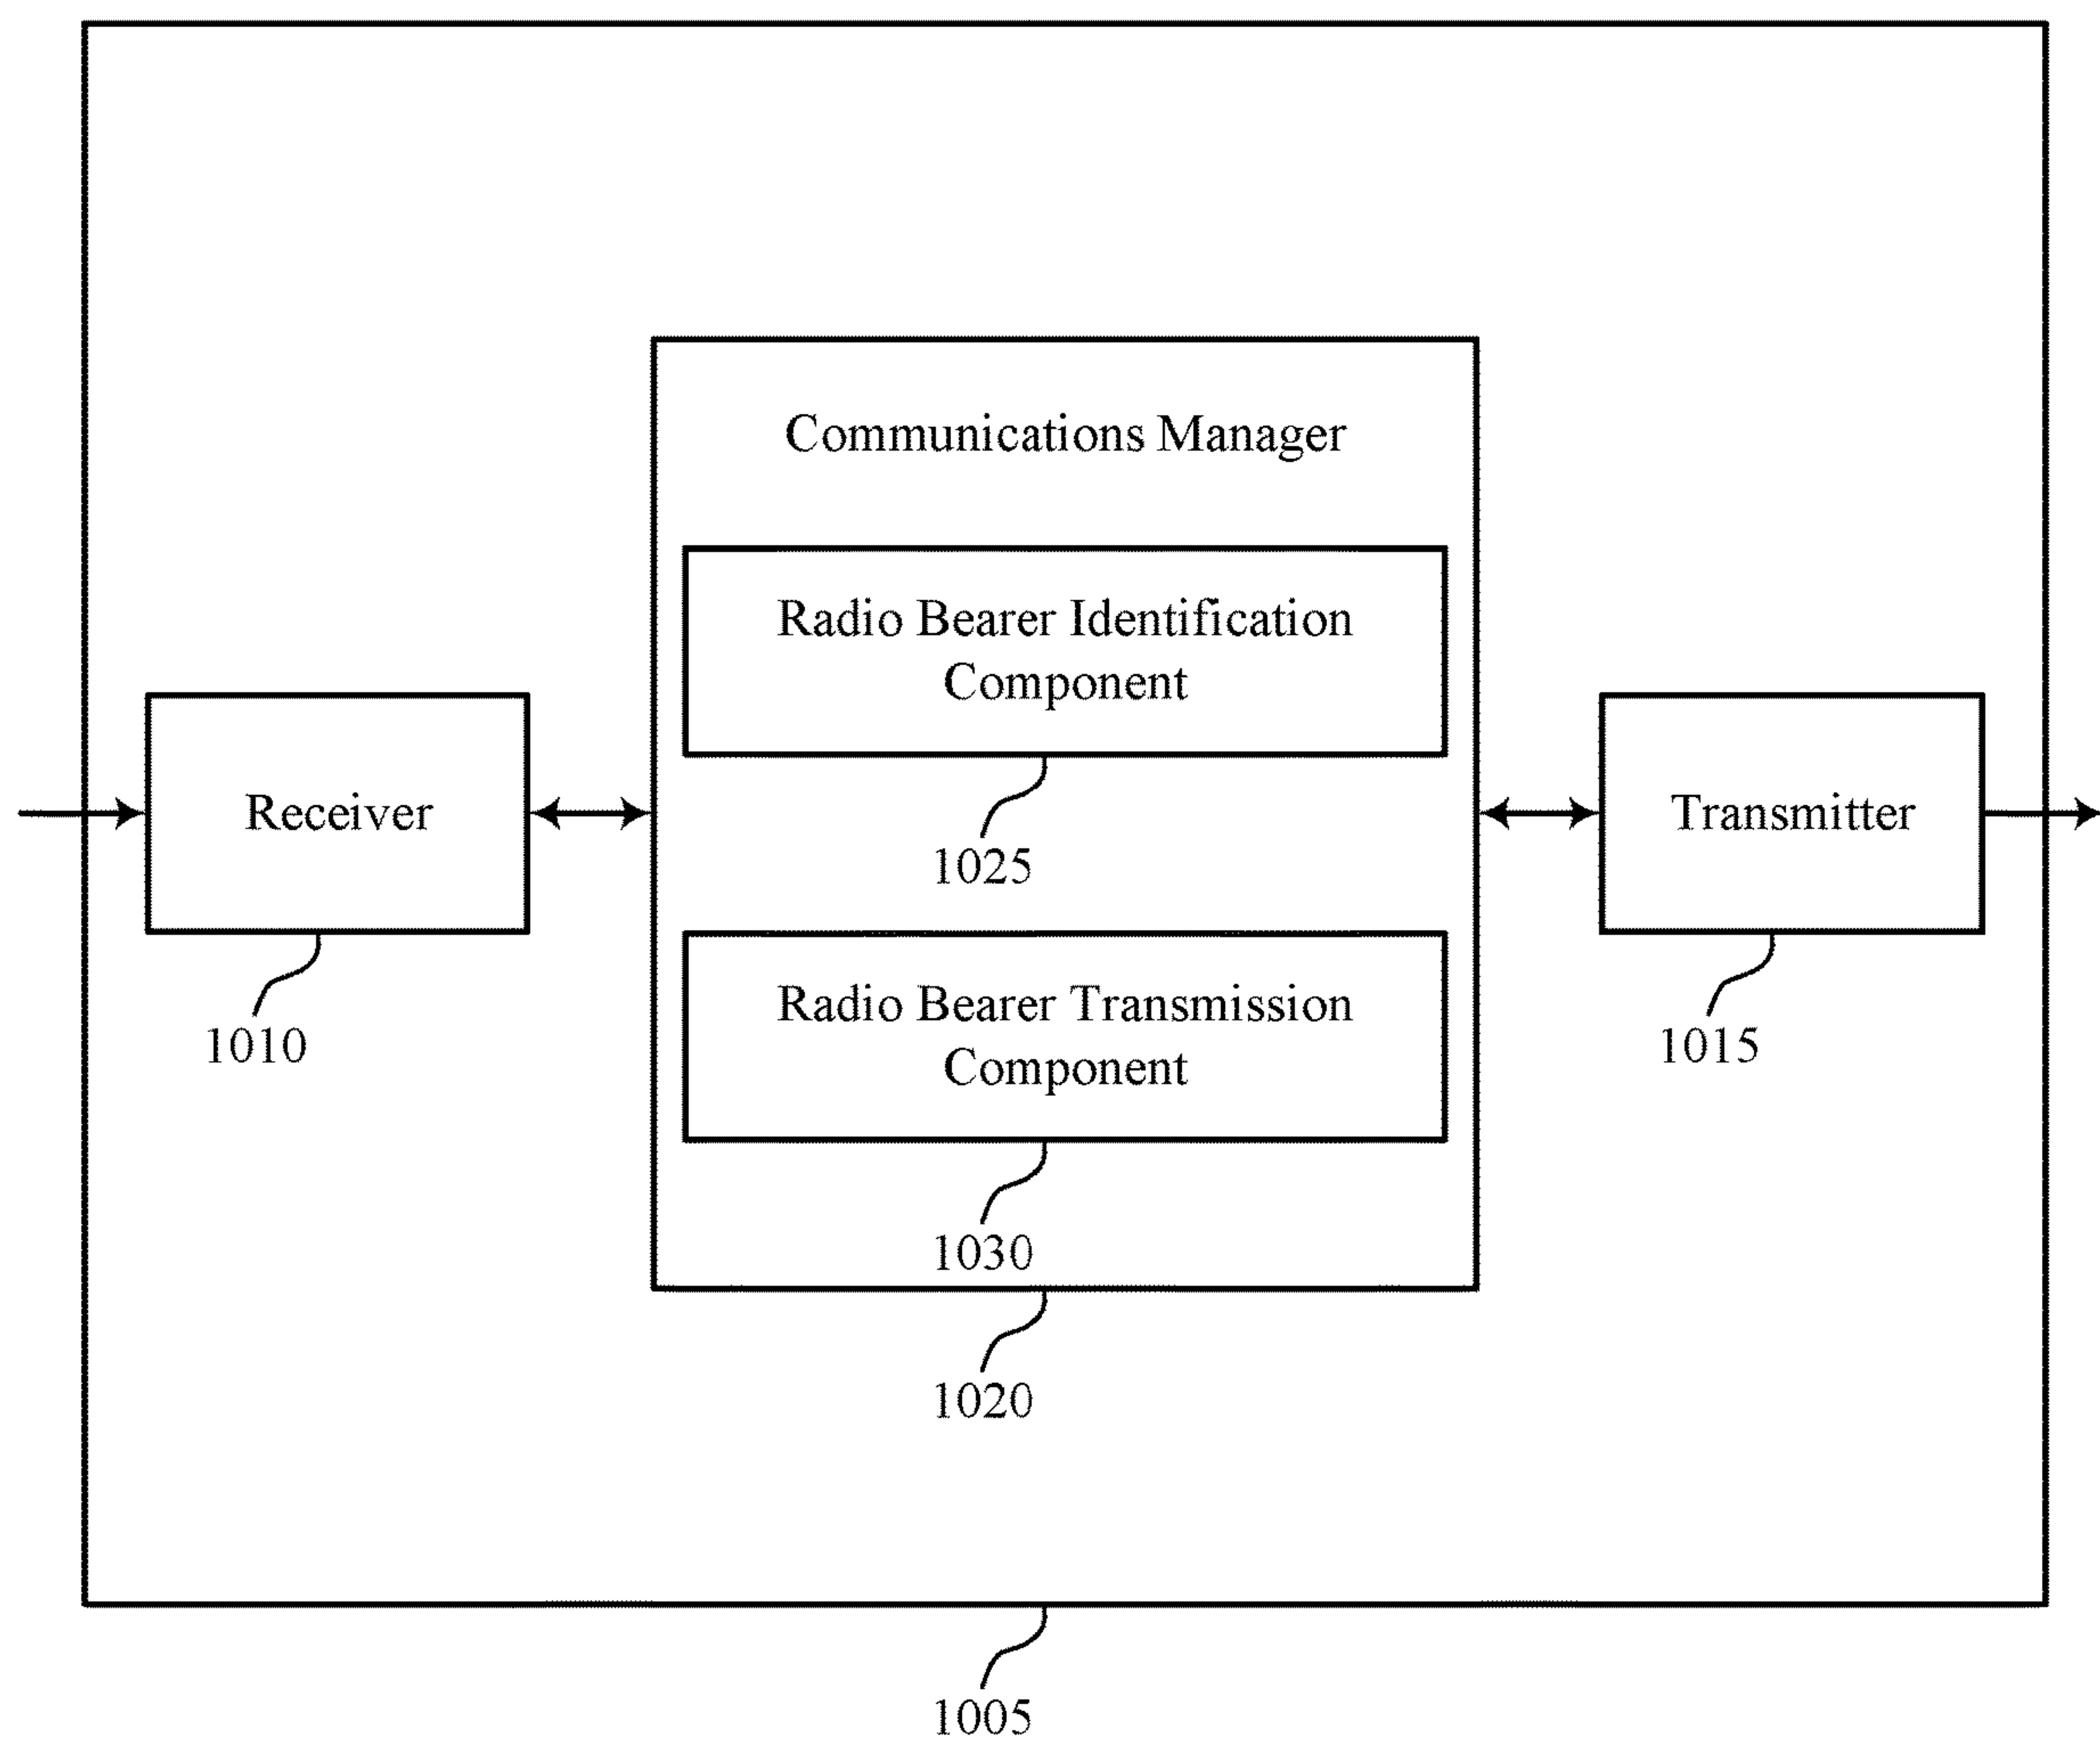 Communications Manager
Radio Bearer Identification
Component
1025
Receiver
1010
Radio Bearer Transmission
Component
1030
1020
Transmitter
1015
1005